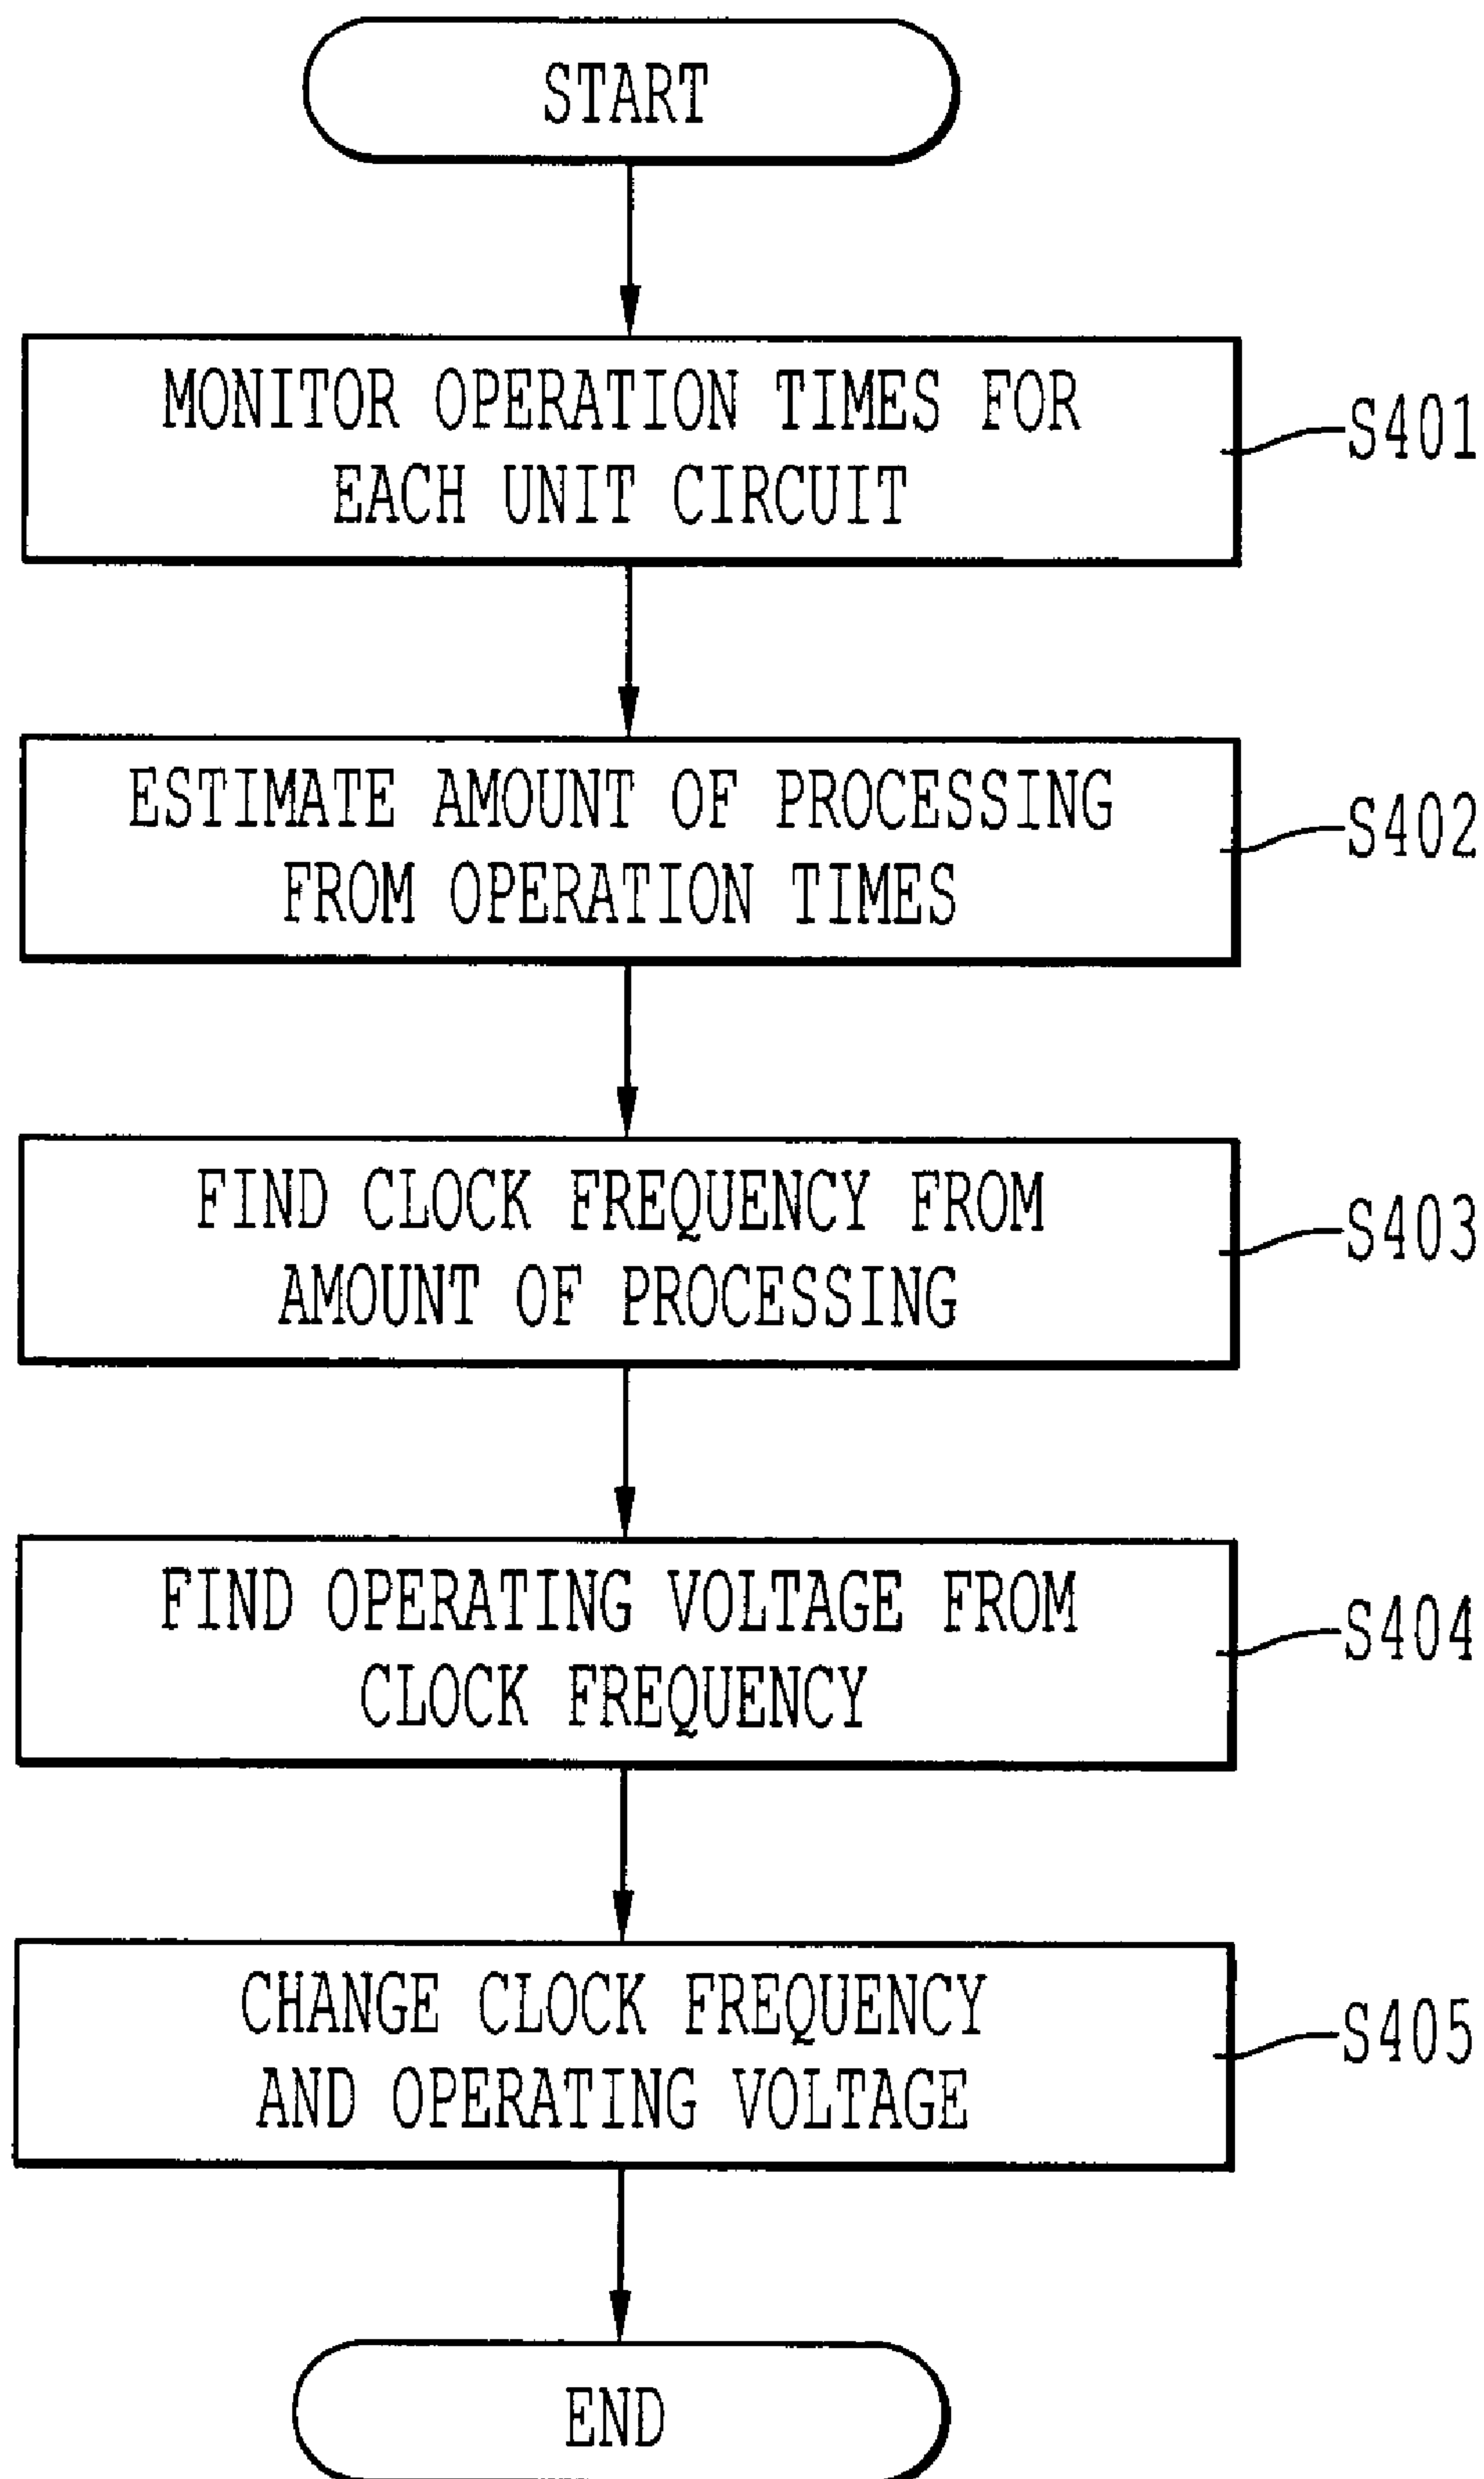 START
MONITOR OPERATION TIMES FOR
EACH UNIT CIRCUIT
S401
ESTIMATE AMOUNT OF PROCESSING
FROM OPERATION TIMES
S402
FIND CLOCK FREQUENCY FROM
AMOUNT OF PROCESSING
S403
FIND OPERATING VOLTAGE FROM
CLOCK FREQUENCY
S404
CHANGE CLOCK FREQUENCY
AND OPERATING VOLTAGE
S405
END